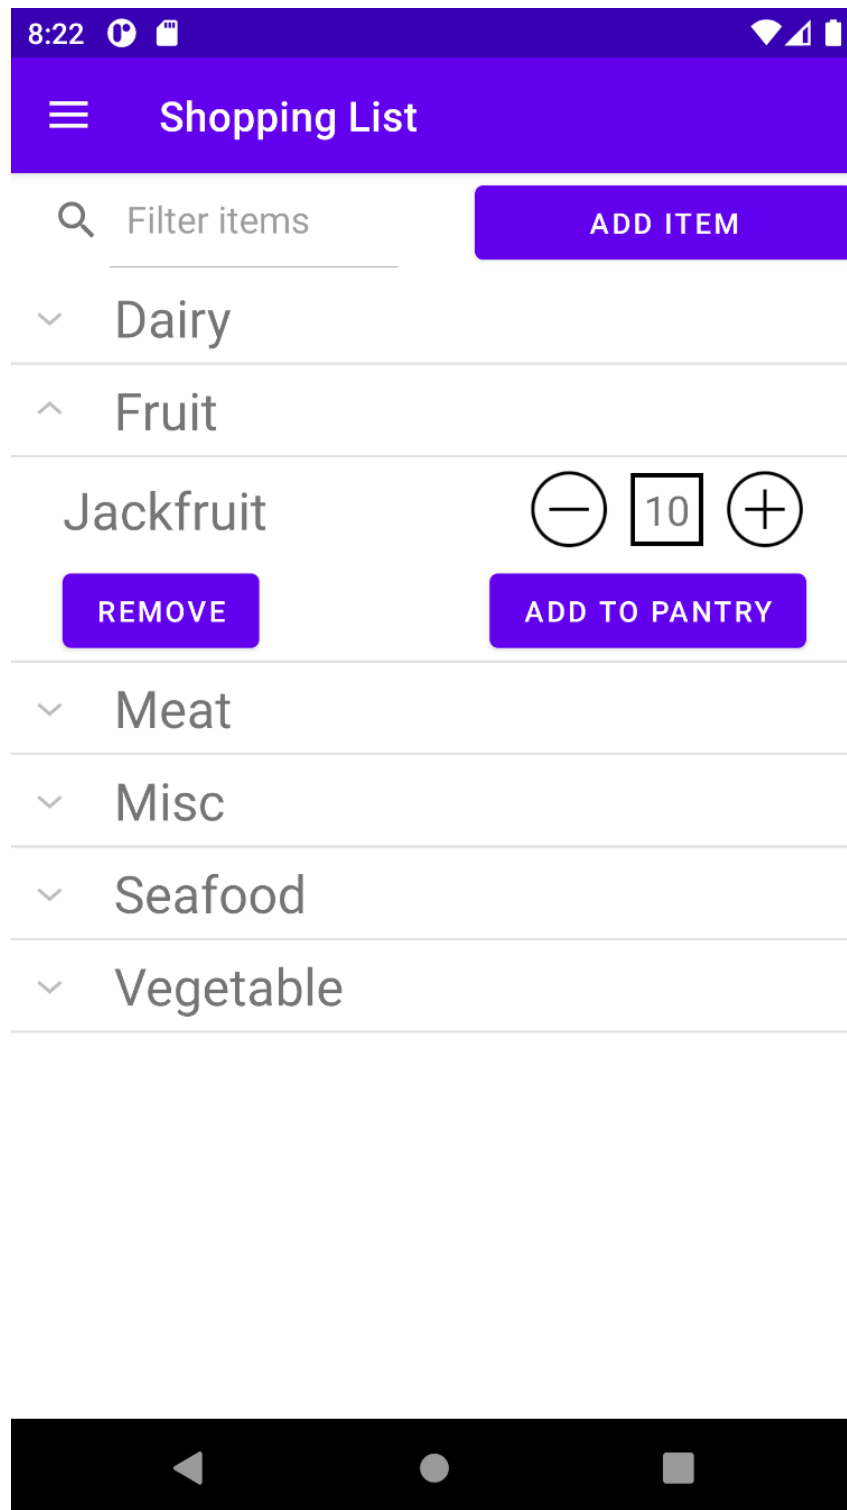 8:22
Shopping List
Filter items
ADD ITEM
Dairy
Fruit
Jackfruit
10
REMOVE
ADD TO PANTRY
Meat
Misc
Seafood
Vegetable